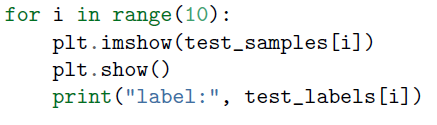 for i in range(10):
    plt.imshow(test_samples[i])
    plt.show()
    print("label:", test_labels[i])